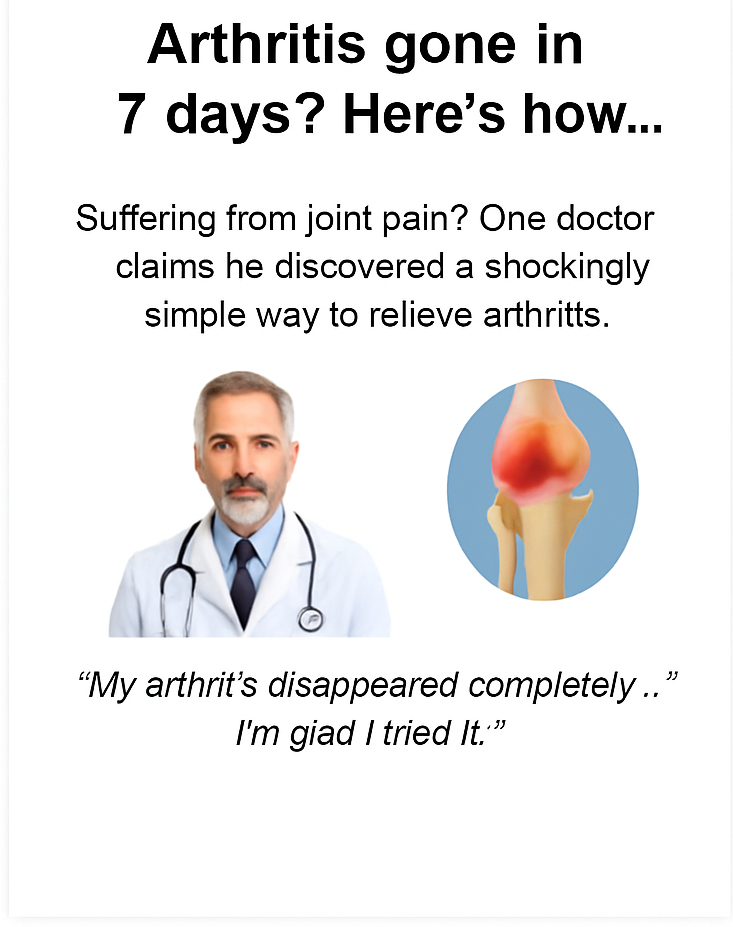 Arthritis gone in
7 days? Here’s how...
Suffering from joint pain? One doctor
claims he discovered a shockingly
simple way to relieve arthritts.
“My arthrit’s disappeared completely ..”
I'm giad I tried It.´”